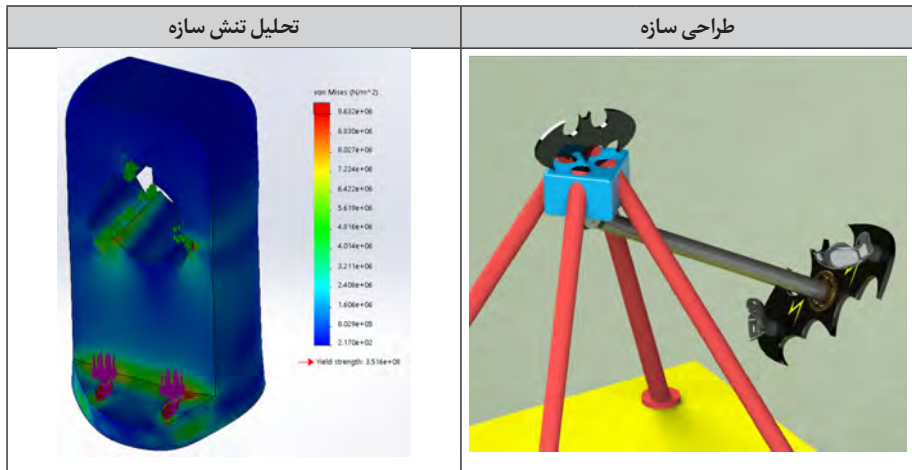 طراحی سازه
تحلیل تنش سازه
von Mises (N/m^2)
9.632e+06
8.830e+06
8.027e+06
7.224e+06
6.422e+06
5.619e+06
4.816e+06
4.014e+06
3.211e+06
2.408e+06
1.606e+06
8.029e+05
2.170e+02
Yield strength: 3.516e+08